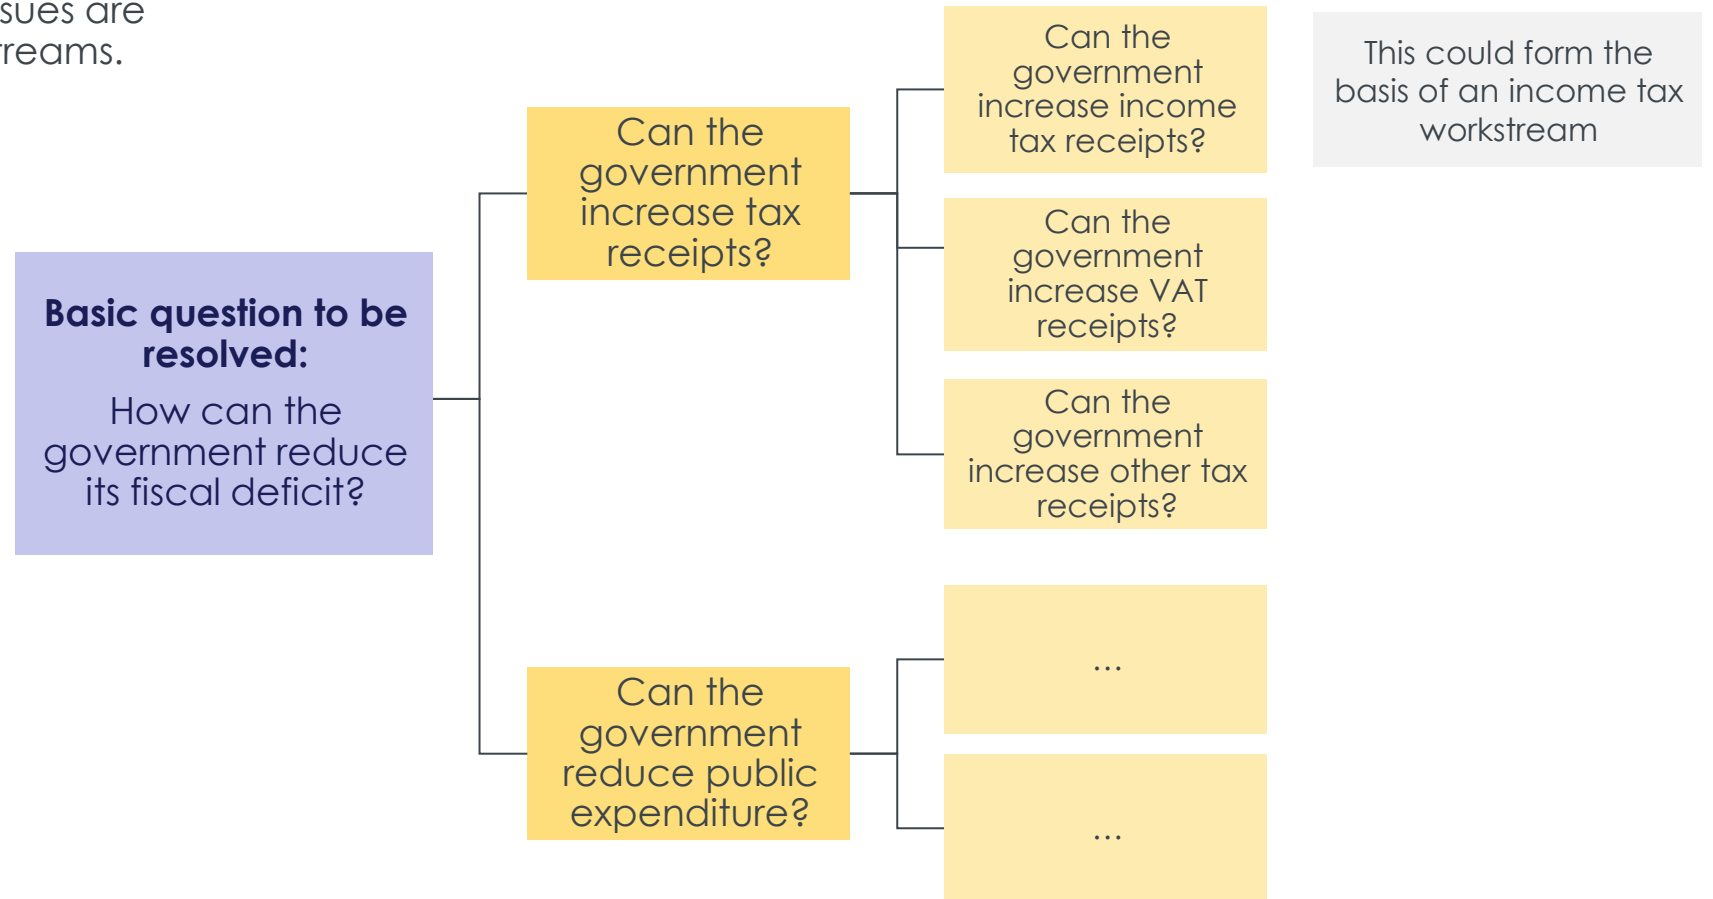 are
Basic question to be
resolved:
How can the
government reduce
its fiscal deficit?
Can the
government
increase tax
receipts?
Can the
government
increase income
tax receipts?
This could form the
basis of an income tax
workstream
Can the
government
increase VAT
receipts?
Can the
government
increase other tax
receipts?
Can the
government
reduce public
expenditure?
...
...